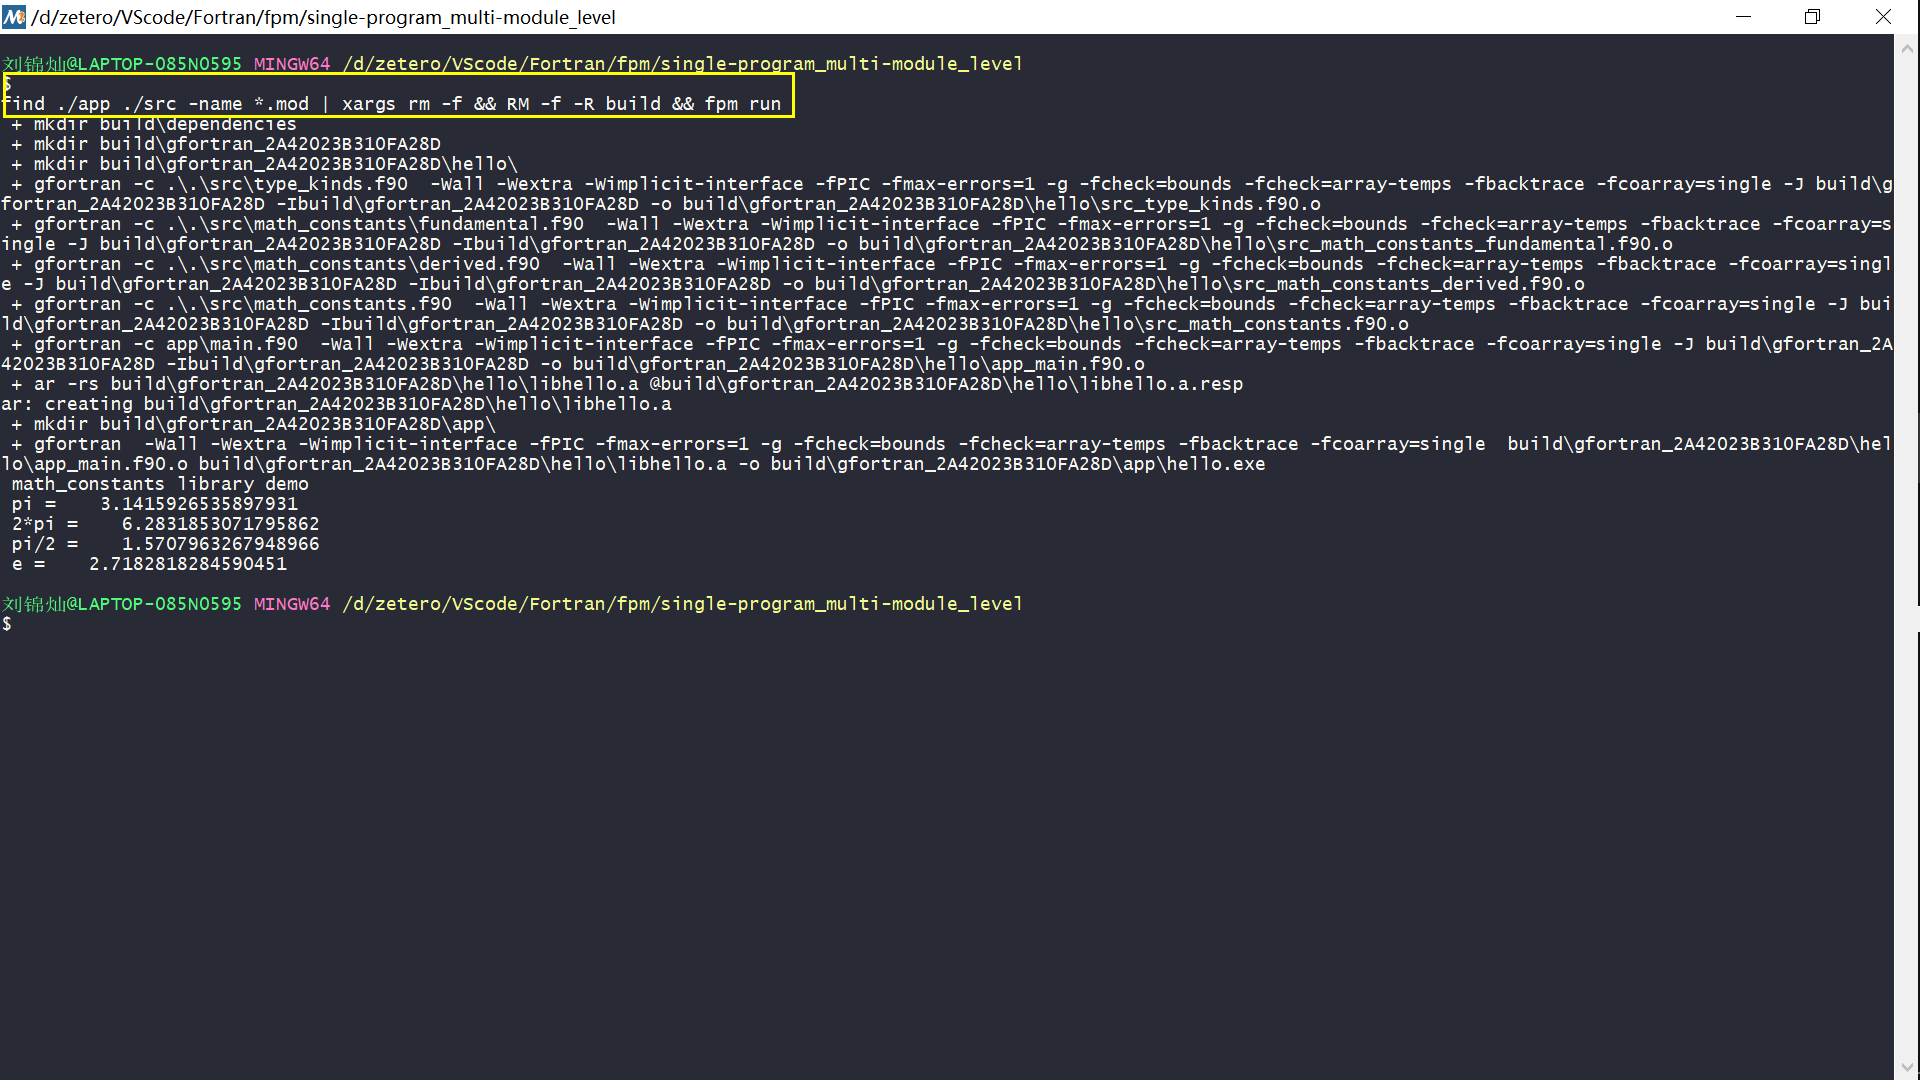 /d/zetero/VScode/Fortran/fpm/single-program_multi-module_level
刘锦灿@LAPTOP-O85N0595 MINGW64 /d/zetero/VScode/Fortran/fpm/single-program_multi-module_level
$
find ./app ./src -name *.mod | xargs rm -f && RM -f -R build && fpm run
 + mkdir build\dependencies
 + mkdir build\gfortran_2A42023B310FA28D
 + mkdir build\gfortran_2A42023B310FA28D\hello\
 + gfortran -c .\.\src\type_kinds.f90  -Wall -Wextra -Wimplicit-interface -fPIC -fmax-errors=1 -g -fcheck=bounds -fcheck=array-temps -fbacktrace -fcoarray=single -J build\g
fortran_2A42023B310FA28D -Ibuild\gfortran_2A42023B310FA28D -o build\gfortran_2A42023B310FA28D\hello\src_type_kinds.f90.o
 + gfortran -c .\.\src\math_constants\fundamental.f90  -Wall -Wextra -Wimplicit-interface -fPIC -fmax-errors=1 -g -fcheck=bounds -fcheck=array-temps -fbacktrace -fcoarray=s
ingle -J build\gfortran_2A42023B310FA28D -Ibuild\gfortran_2A42023B310FA28D -o build\gfortran_2A42023B310FA28D\hello\src_math_constants_fundamental.f90.o
 + gfortran -c .\.\src\math_constants\derived.f90  -Wall -Wextra -Wimplicit-interface -fPIC -fmax-errors=1 -g -fcheck=bounds -fcheck=array-temps -fbacktrace -fcoarray=singl
e -J build\gfortran_2A42023B310FA28D -Ibuild\gfortran_2A42023B310FA28D -o build\gfortran_2A42023B310FA28D\hello\src_math_constants_derived.f90.o
 + gfortran -c .\.\src\math_constants.f90  -Wall -Wextra -Wimplicit-interface -fPIC -fmax-errors=1 -g -fcheck=bounds -fcheck=array-temps -fbacktrace -fcoarray=single -J bui
ld\gfortran_2A42023B310FA28D -Ibuild\gfortran_2A42023B310FA28D -o build\gfortran_2A42023B310FA28D\hello\src_math_constants.f90.o
 + gfortran -c app\main.f90  -Wall -Wextra -Wimplicit-interface -fPIC -fmax-errors=1 -g -fcheck=bounds -fcheck=array-temps -fbacktrace -fcoarray=single -J build\gfortran_2A
42023B310FA28D -Ibuild\gfortran_2A42023B310FA28D -o build\gfortran_2A42023B310FA28D\hello\app_main.f90.o
 + ar -rs build\gfortran_2A42023B310FA28D\hello\libhello.a @build\gfortran_2A42023B310FA28D\hello\libhello.a.resp
ar: creating build\gfortran_2A42023B310FA28D\hello\libhello.a
 + mkdir build\gfortran_2A42023B310FA28D\app\
 + gfortran  -Wall -Wextra -Wimplicit-interface -fPIC -fmax-errors=1 -g -fcheck=bounds -fcheck=array-temps -fbacktrace -fcoarray=single  build\gfortran_2A42023B310FA28D\hel
lo\app_main.f90.o build\gfortran_2A42023B310FA28D\hello\libhello.a -o build\gfortran_2A42023B310FA28D\app\hello.exe
 math_constants library demo
 pi =    3.1415926535897931
 2*pi =    6.2831853071795862
 pi/2 =    1.5707963267948966
 e =    2.7182818284590451
刘锦灿@LAPTOP-O85N0595 MINGW64 /d/zetero/VScode/Fortran/fpm/single-program_multi-module_level
$